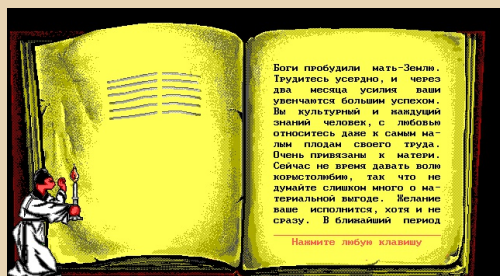 Боги пробудили мать-Землю.
Трудитесь усердно, и через
два месяца усилия ваши
увенчаются большим успехом.
Вы культурный и жаждущий
знаний человек, с любовью
относитесь даже к самым ма-
лым плодам своего труда.
Очень привязаны к матери.
Сейчас не время давать волю
корыстолюбию, так что не
думайте слишком много о ма-
териальной выгоде. Желание
ваше исполнится, хотя и не
сразу. В ближайший период
Нажмите любую клавишу